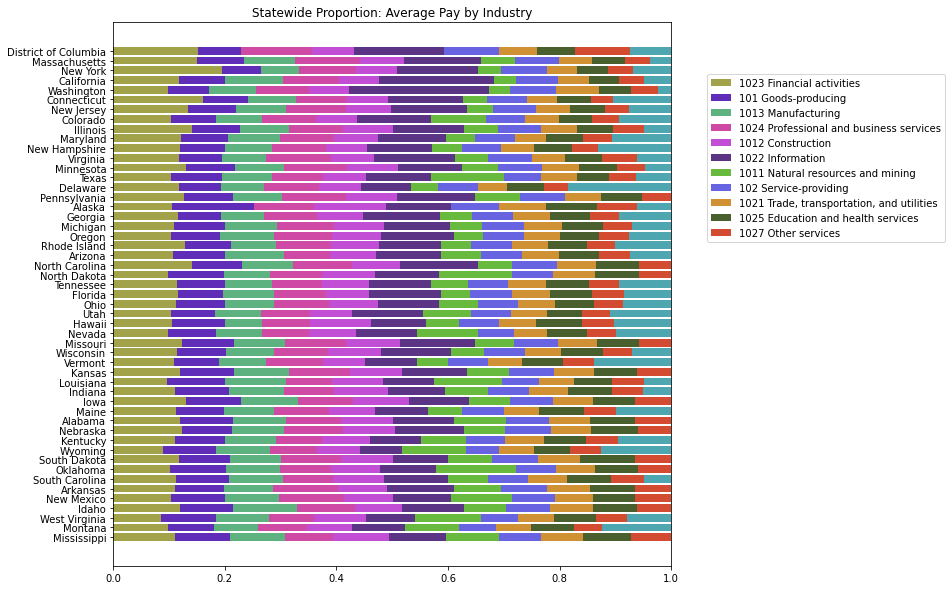 Statewide Proportion: Average Pay by Industry
District of Columbia
Massachusetts
New York
California
Washington
Connecticut
New Jersey
Colorado
Illinois
Maryland
New Hampshire
Virginia
Minnesota
Texas
Delaware
Pennsylvania
Alaska
Georgia
Michigan
Oregon
Rhode Island
Arizona
North Carolina
North Dakota
Tennessee
Florida
Ohio
Utah
Hawaii
Nevada
Missouri
Wisconsin
Vermont
Kansas
Louisiana
Indiana
Iowa
Maine
Alabama
Nebraska
Kentucky
Wyoming
South Dakota
Oklahoma
South Carolina
Arkansas
New Mexico
Idaho
West Virginia
Montana
Mississippi
0.0 0.2 0.4 0.6 0.8 1.0
1023 Financial activities
101 Goods-producing
1013 Manufacturing
1024 Professional and business services
1012 Construction
1022 Information
1011 Natural resources and mining
102 Service-providing
1021 Trade, transportation, and utilities
1025 Education and health services
1027 Other services